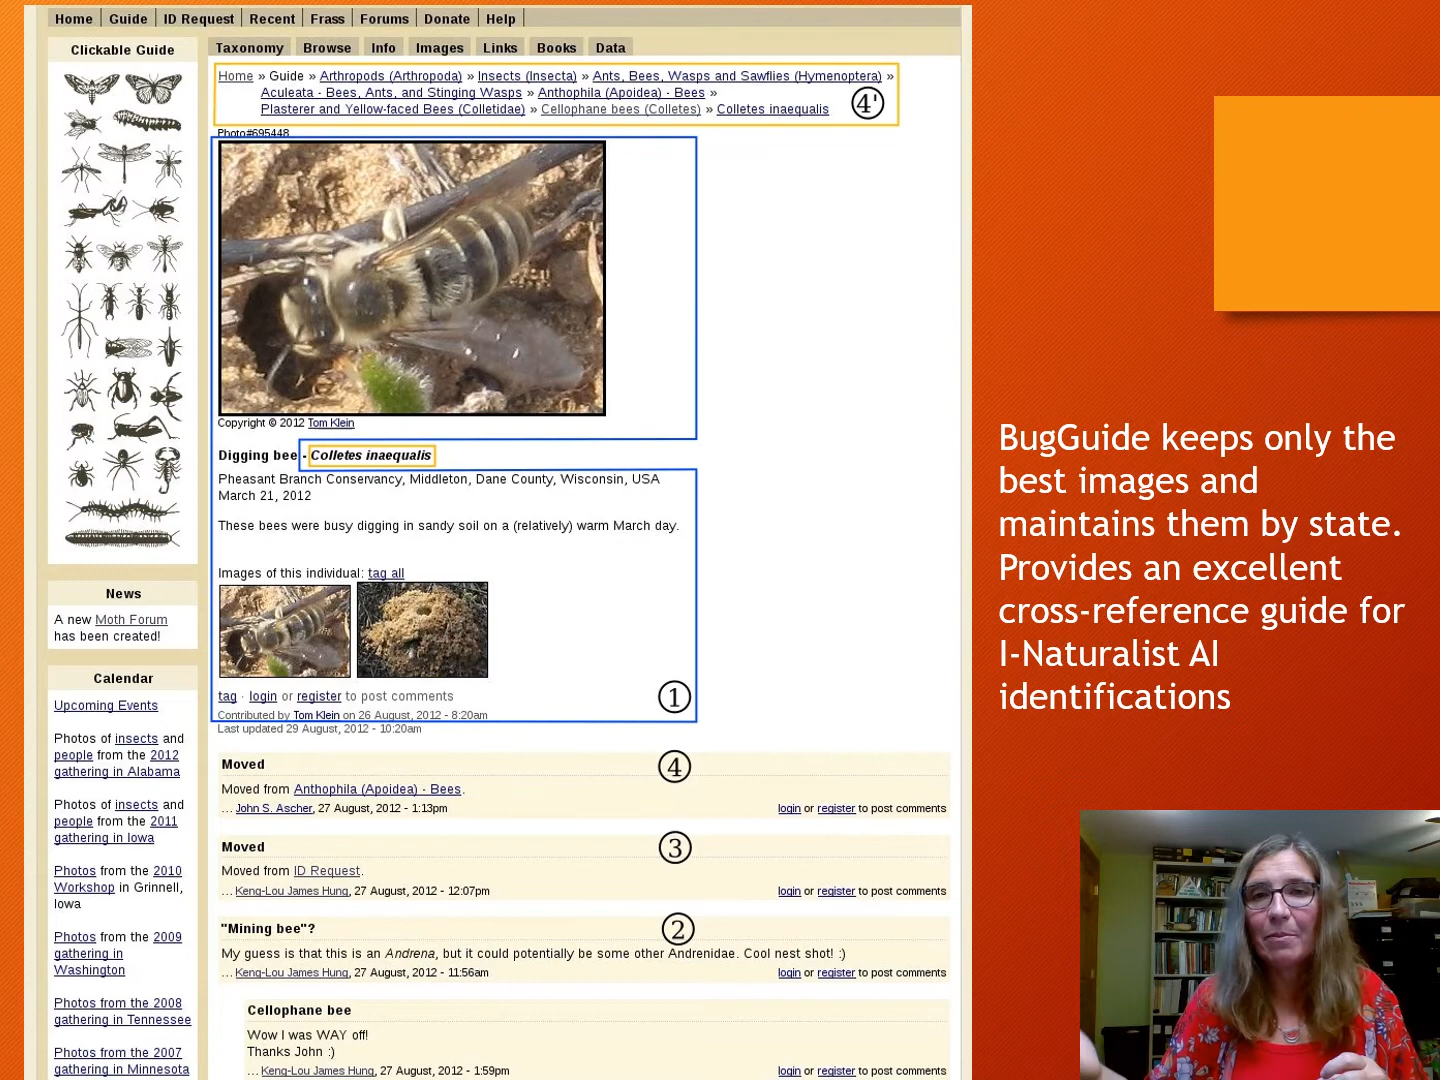 Home
Guide
ID Request
Recent
Frass
Forums
Donate
Help
Clickable Guide
Taxonomy
Browse
Info
Images
Links
Books
Data
Home » Guide » Arthropods (Arthropoda) » Insects (Insecta) » Ants, Bees, Wasps and Sawflies (Hymenoptera) »
Aculeata - Bees, Ants, and Stinging Wasps » Anthophila (Apoidea) - Bees »
Plasterer and Yellow-faced Bees (Colletidae) » Cellophane bees (Colletes) » Colletes inaequalis
4'
Photo#695448
Copyright © 2012 Tom Klein
Digging bee - Colletes inaequalis
Pheasant Branch Conservancy, Middleton, Dane County, Wisconsin, USA
March 21, 2012
These bees were busy digging in sandy soil on a (relatively) warm March day.
Images of this individual: tag all
tag · login or register to post comments
1
Contributed by Tom Klein on 26 August, 2012 - 8:20am
Last updated 29 August, 2012 - 10:20am
Moved
4
Moved from Anthophila (Apoidea) - Bees.
... John S. Ascher, 27 August, 2012 - 1:13pm
login or register to post comments
Moved
3
Moved from ID Request.
... Keng-Lou James Hung, 27 August, 2012 - 12:07pm
login or register to post comments
"Mining bee"?
2
My guess is that this is an Andrena, but it could potentially be some other Andrenidae. Cool nest shot! :)
... Keng-Lou James Hung, 27 August, 2012 - 11:56am
login or register to post comments
Cellophane bee
Wow I was WAY off!
Thanks John :)
... Keng-Lou James Hung, 27 August, 2012 - 1:59pm
login or register to post comments
News
A new Moth Forum
has been created!
Calendar
Upcoming Events
Photos of insects and
people from the 2012
gathering in Alabama
Photos of insects and
people from the 2011
gathering in Iowa
Photos from the 2010
Workshop in Grinnell,
Iowa
Photos from the 2009
gathering in
Washington
Photos from the 2008
gathering in Tennessee
Photos from the 2007
gathering in Minnesota
BugGuide keeps only the
best images and
maintains them by state.
Provides an excellent
cross-reference guide for
I-Naturalist AI
identifications